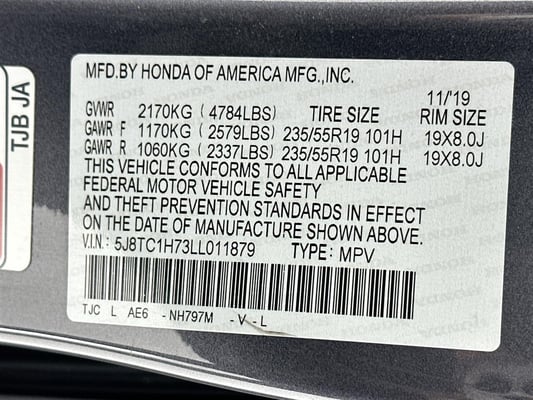 MFD.BY HONDA OF AMERICA MFG.,INC.
11/'19
GVWR 2170KG (4784LBS) TIRE SIZE RIM SIZE
GAWR F 1170KG (2579LBS) 235/55R19 101H 19X8.0J
GAWR R 1060KG (2337LBS) 235/55R19 101H 19X8.0J
THIS VEHICLE CONFORMS TO ALL APPLICABLE
FEDERAL MOTOR VEHICLE SAFETY
AND THEFT PREVENTION STANDARDS IN EFFECT
ON THE DATE OF MANUFACTURE SHOWN ABOVE.
V.I.N: 5J8TC1H73LL011879 TYPE: MPV
TJC L AE6 -NH797M -V-L
TJB JA